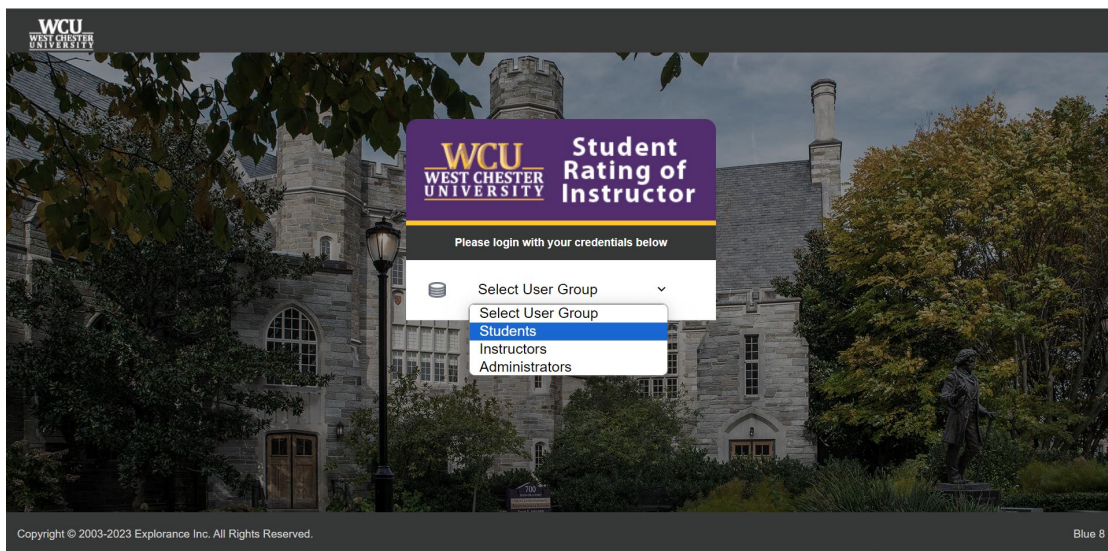 WCU
WEST CHESTER
UNIVERSITY
WCU
WEST CHESTER
UNIVERSITY
Student
Rating of
Instructor
Please login with your credentials below
Select User Group
Select User Group
Students
Instructors
Administrators
700
Copyright © 2003-2023 Explorance Inc. All Rights Reserved.
Blue 8